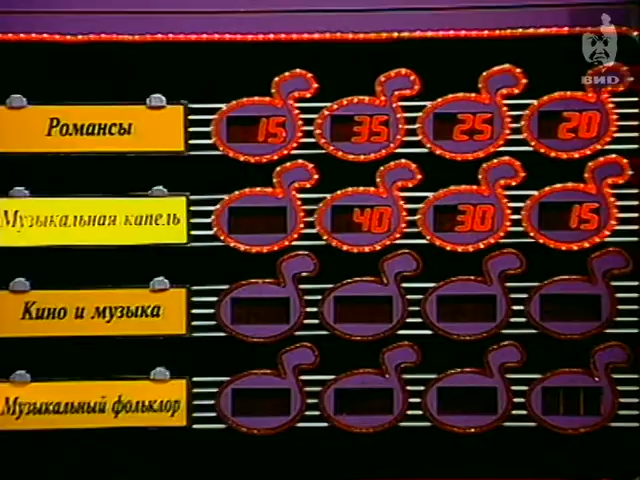 ВИD
Романсы 15 35 25 20
Музыкальная капель 40 30 15
Кино и музыка
Музыкальный фольклор